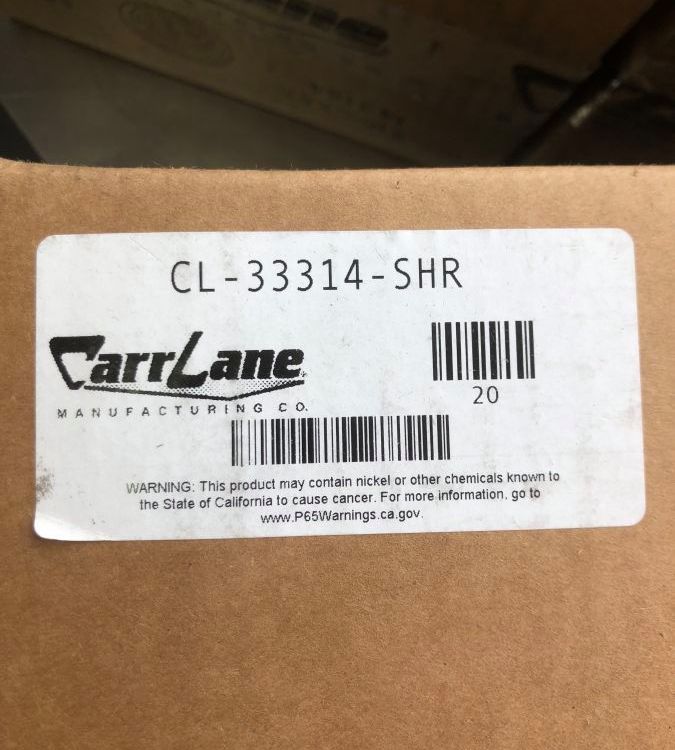 CL-33314-SHR
CarrLane
MANUFACTURING CO.
20
WARNING: This product may contain nickel or other chemicals known to
the State of California to cause cancer. For more information, go to
www.P65Warnings.ca.gov.